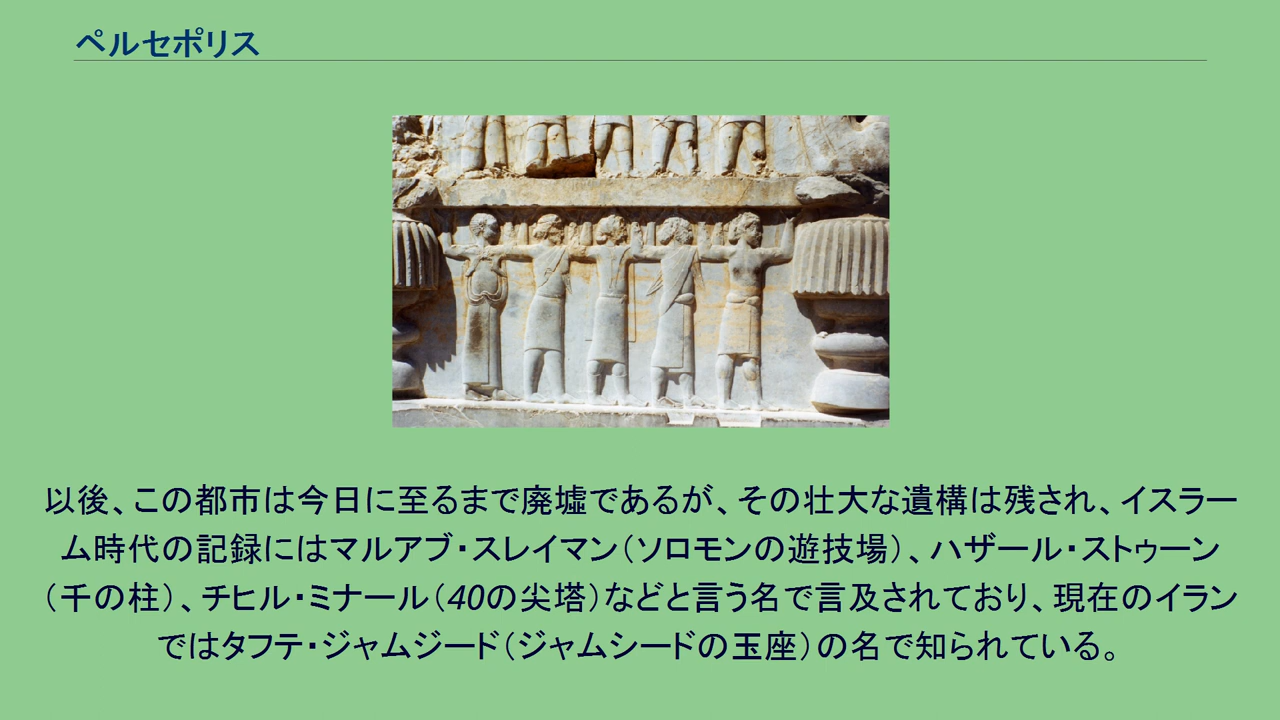 ペルセポリス
以後、この都市は今日に至るまで廃墟であるが、その壮大な遺構は残され、イスラー
ム時代の記録にはマルアブ・スレイマン（ソロモンの遊技場）、ハザール・ストゥーン
（千の柱）、チヒル・ミナール（40の尖塔）などと言う名で言及されており、現在のイラン
ではタフテ・ジャムジード（ジャムシードの玉座）の名で知られている。